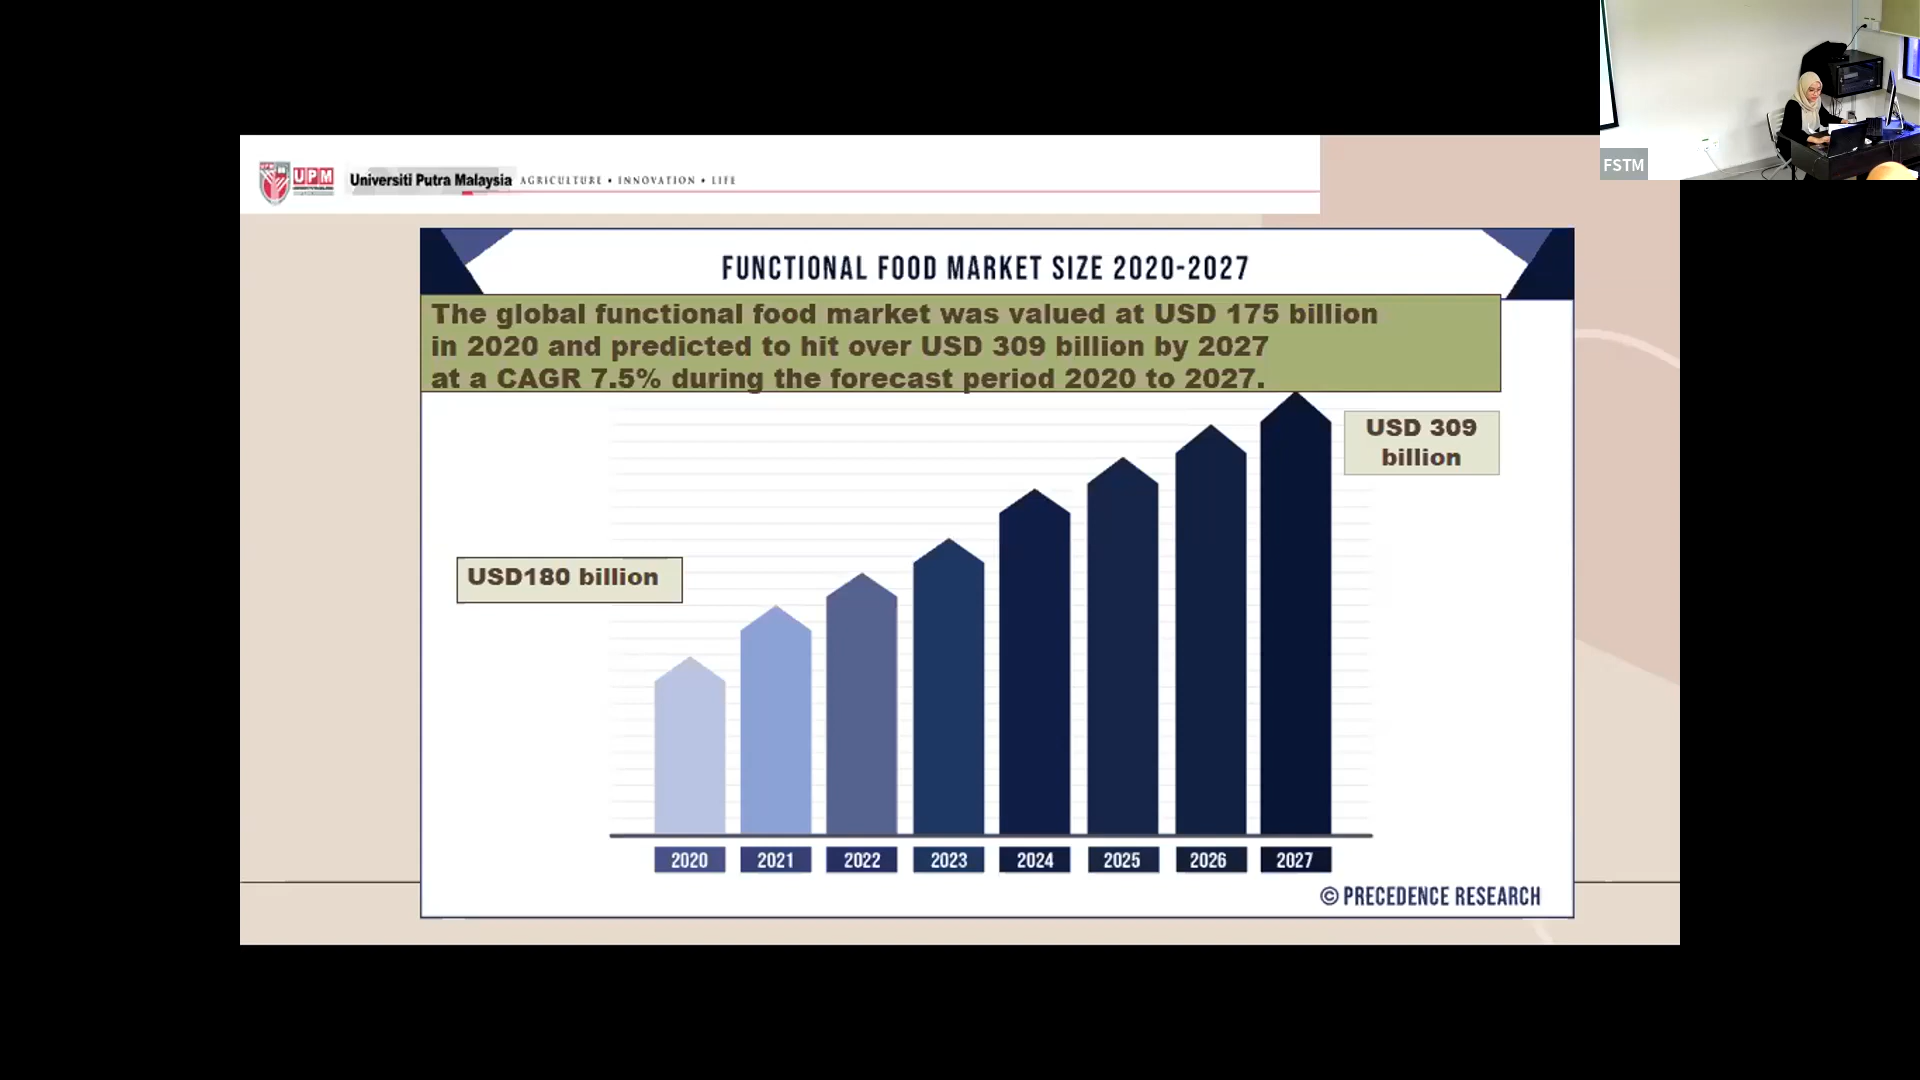 FSTM
UPM
Universiti Putra Malaysia AGRICULTURE • INNOVATION • LIFE
FUNCTIONAL FOOD MARKET SIZE 2020-2027
The global functional food market was valued at USD 175 billion
in 2020 and predicted to hit over USD 309 billion by 2027
at a CAGR 7.5% during the forecast period 2020 to 2027.
USD 309
billion
USD180 billion
2020 2021 2022 2023 2024 2025 2026 2027
© PRECEDENCE RESEARCH